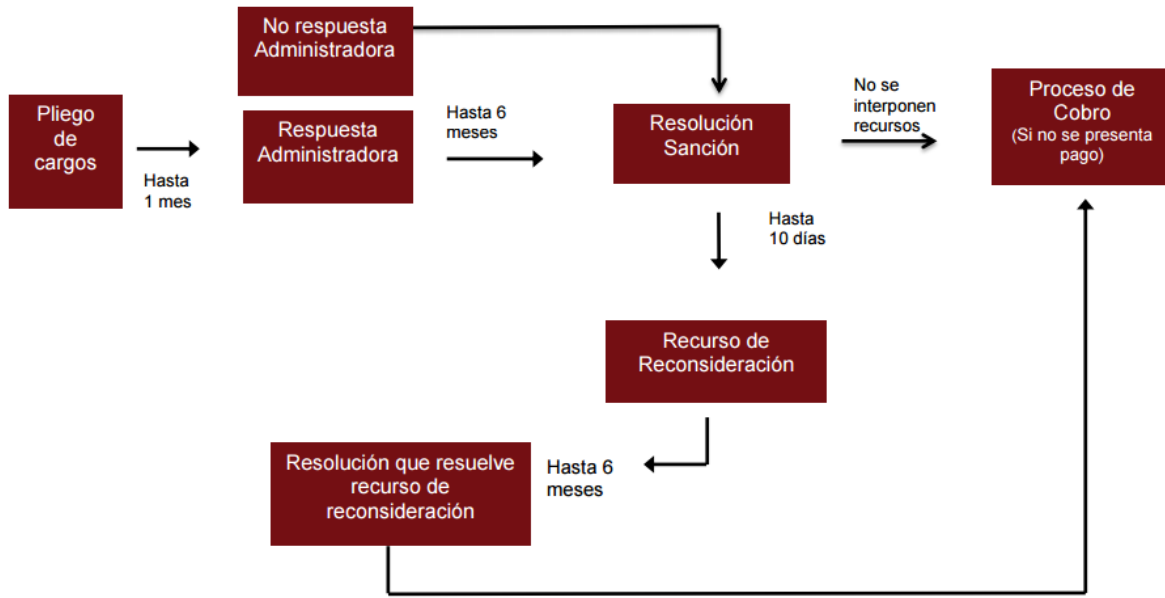 No respuesta
Administradora
Pliego
de
cargos
Hasta
1 mes
Respuesta
Administradora
Hasta 6
meses
Resolución
Sanción
No se
interponen
recursos
Proceso de
Cobro
(Si no se presenta
pago)
Hasta
10 días
Recurso de
Reconsideración
Resolución que resuelve
recurso de
reconsideración
Hasta 6
meses